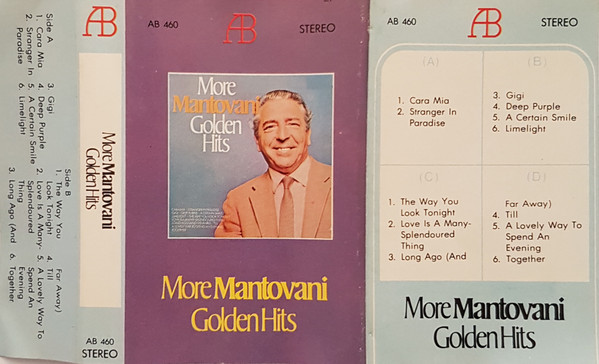 AB
Side A
1. Cara Mia
2. Stranger In
Paradise
3. Gigi
4. Deep Purple
5. A Certain Smile
6. Limelight
Side B
1. The Way You
Look Tonight
2. Love Is A Many-
Splendoured
Thing
3. Long Ago (And
Far Away)
4. Till
5. A Lovely Way To
Spend An
Evening
6. Together
More Mantovani
Golden Hits
AB 460
STEREO
AB 460
AB
STEREO
More
Mantovani
Golden
Hits
More Mantovani
Golden Hits
AB 460
AB
STEREO
(A)
1. Cara Mia
2. Stranger In
Paradise
(B)
3. Gigi
4. Deep Purple
5. A Certain Smile
6. Limelight
(C)
1. The Way You
Look Tonight
2. Love Is A Many-
Splendoured
Thing
3. Long Ago (And
(D)
Far Away)
4. Till
5. A Lovely Way To
Spend An
Evening
6. Together
More Mantovani
Golden Hits